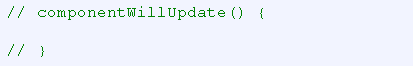 // componentWillUpdate() {
// }